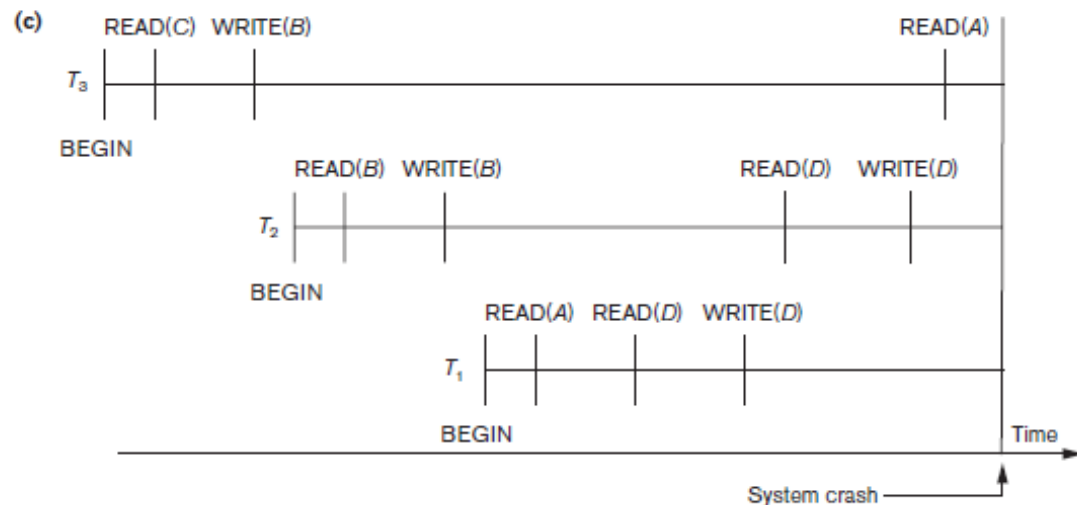 (c)
READ(C) WRITE(B) READ(A)
T3
BEGIN
READ(B) WRITE(B) READ(D) WRITE(D)
T2
BEGIN
READ(A) READ(D) WRITE(D)
T1
BEGIN
Time
System crash